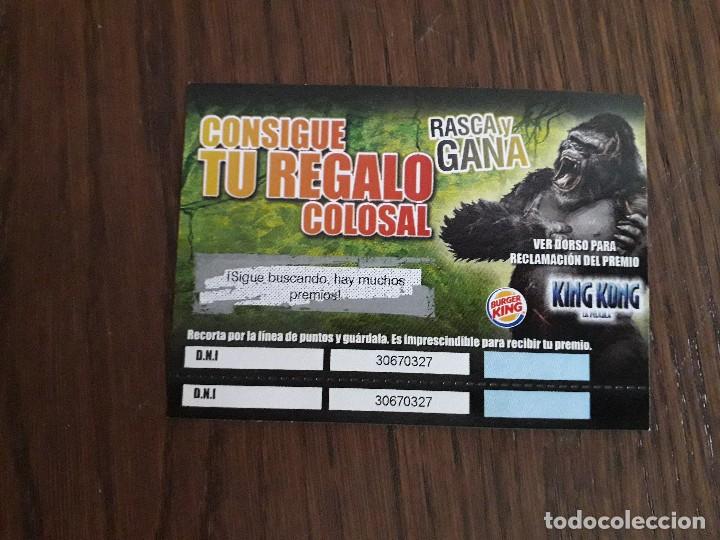 CONSIGUE
TU REGALO
COLOSAL
RASCA y
GANA
VER DORSO PARA
RECLAMACIÓN DEL PREMIO
¡Sigue buscando, hay muchos
premios!
BURGER
KING
KING KONG
LA PELÍCULA
Recorta por la línea de puntos y guárdala. Es imprescindible para recibir tu premio.
D.N.I 30670327
D.N.I 30670327
todocoleccion.net